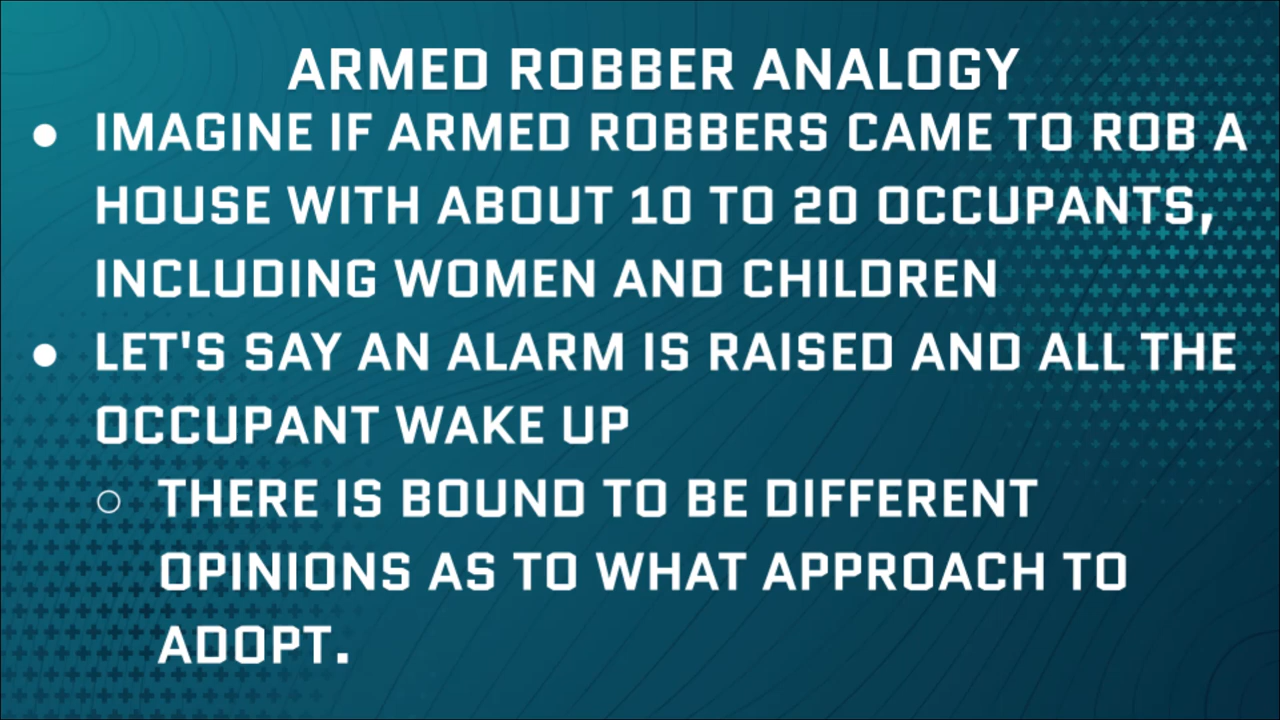 ARMED ROBBER ANALOGY
● IMAGINE IF ARMED ROBBERS CAME TO ROB A
HOUSE WITH ABOUT 10 TO 20 OCCUPANTS,
INCLUDING WOMEN AND CHILDREN
● LET'S SAY AN ALARM IS RAISED AND ALL THE
OCCUPANT WAKE UP
○ THERE IS BOUND TO BE DIFFERENT
OPINIONS AS TO WHAT APPROACH TO
ADOPT.